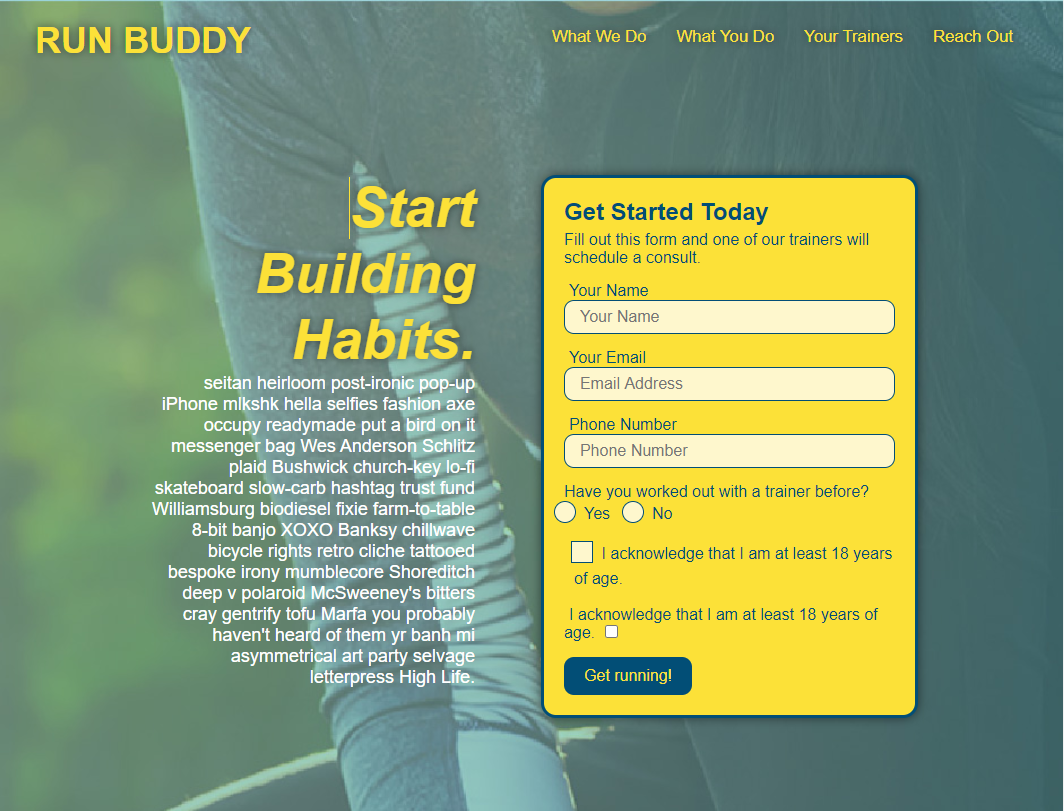 RUN BUDDY
What We Do
What You Do
Your Trainers
Reach Out
Start
Building
Habits.
seitan heirloom post-ironic pop-up
iPhone mlkshk hella selfies fashion axe
occupy readymade put a bird on it
messenger bag Wes Anderson Schlitz
plaid Bushwick church-key lo-fi
skateboard slow-carb hashtag trust fund
Williamsburg biodiesel fixie farm-to-table
8-bit banjo XOXO Banksy chillwave
bicycle rights retro cliche tattooed
bespoke irony mumblecore Shoreditch
deep v polaroid McSweeney's bitters
cray gentrify tofu Marfa you probably
haven't heard of them yr banh mi
asymmetrical art party selvage
letterpress High Life.
Get Started Today
Fill out this form and one of our trainers will
schedule a consult.
Your Name
Your Name
Your Email
Email Address
Phone Number
Phone Number
Have you worked out with a trainer before?
Yes No
I acknowledge that I am at least 18 years
of age.
I acknowledge that I am at least 18 years of
age.
Get running!